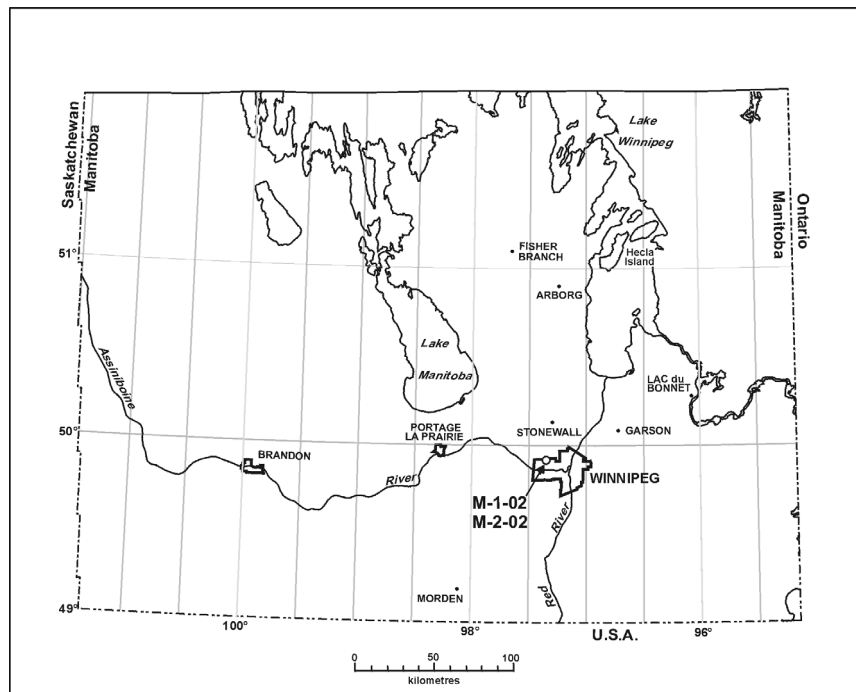 Lake
Winnipeg
Saskatchewan
Manitoba
Manitoba
Ontario
FISHER
BRANCH
Hecla
Island
51°
ARBORG
Assiniboine
Lake
Manitoba
LAC du
BONNET
PORTAGE
LA PRAIRIE
STONEWALL
GARSON
50°
BRANDON
River
WINNIPEG
M-1-02
M-2-02
River
Red
MORDEN
49°
100°
98°
U.S.A.
96°
0 50 100
kilometres